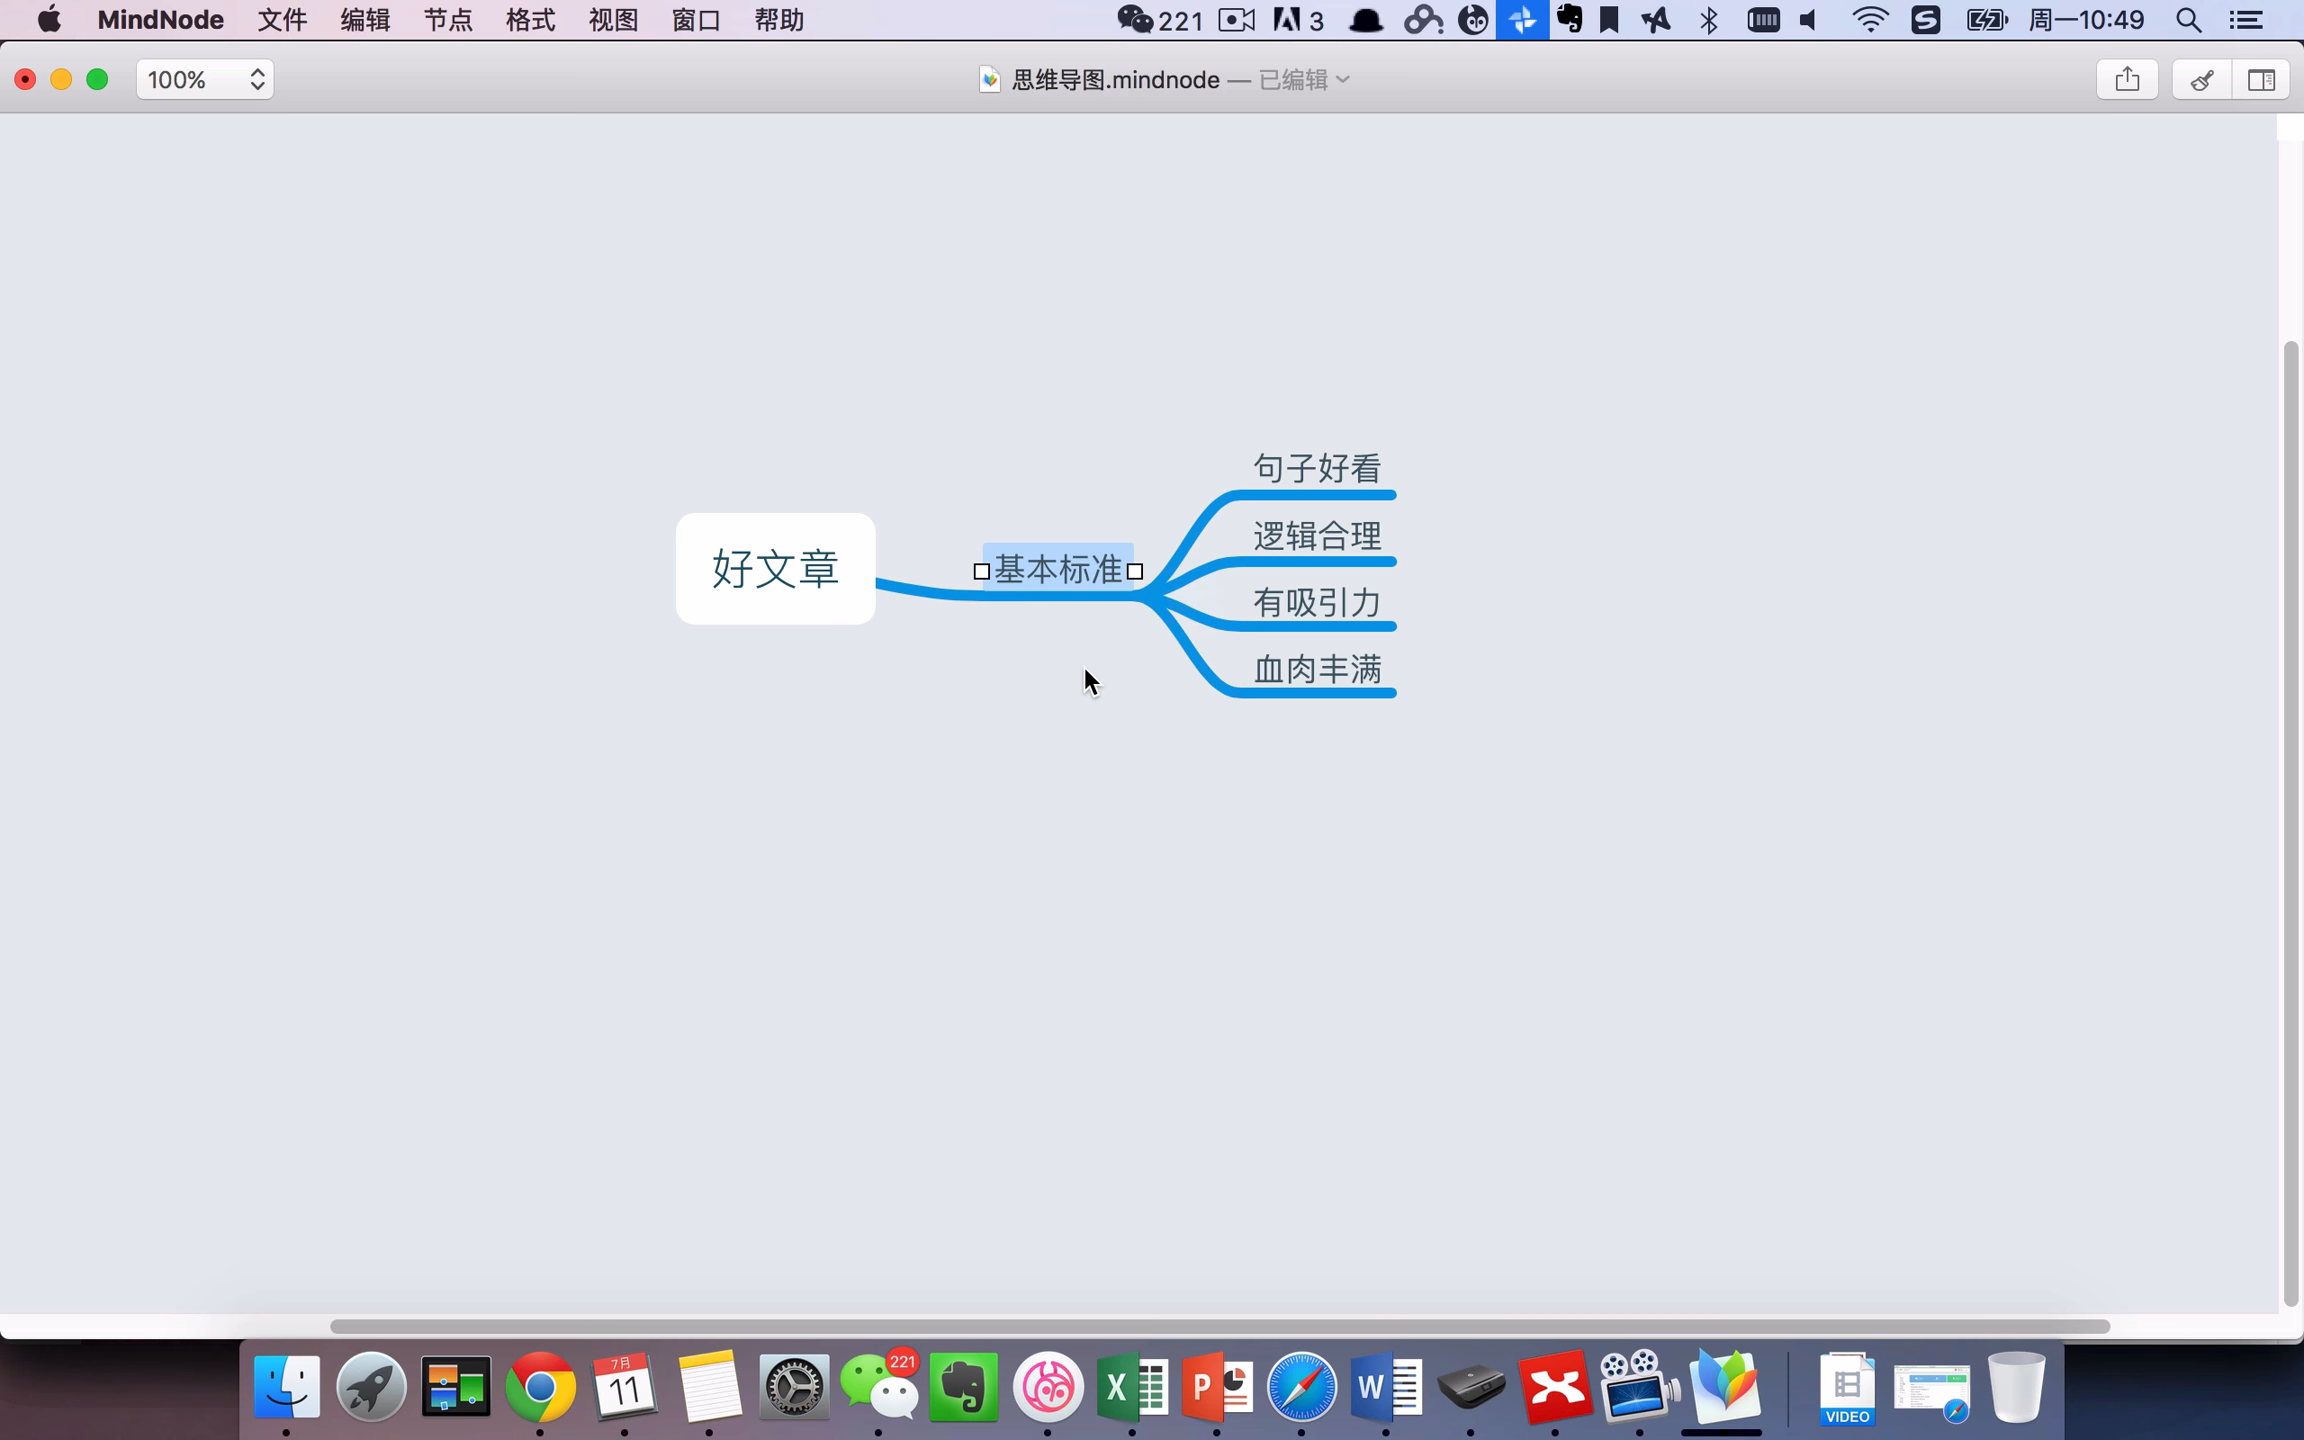 MindNode 文件 编辑 节点 格式 视图 窗口 帮助 221 3 周一10:49
100% 思维导图.mindnode — 已编辑
句子好看
逻辑合理
好文章 基本标准
有吸引力
血肉丰满
7月
11
221
X
P
W
VIDEO